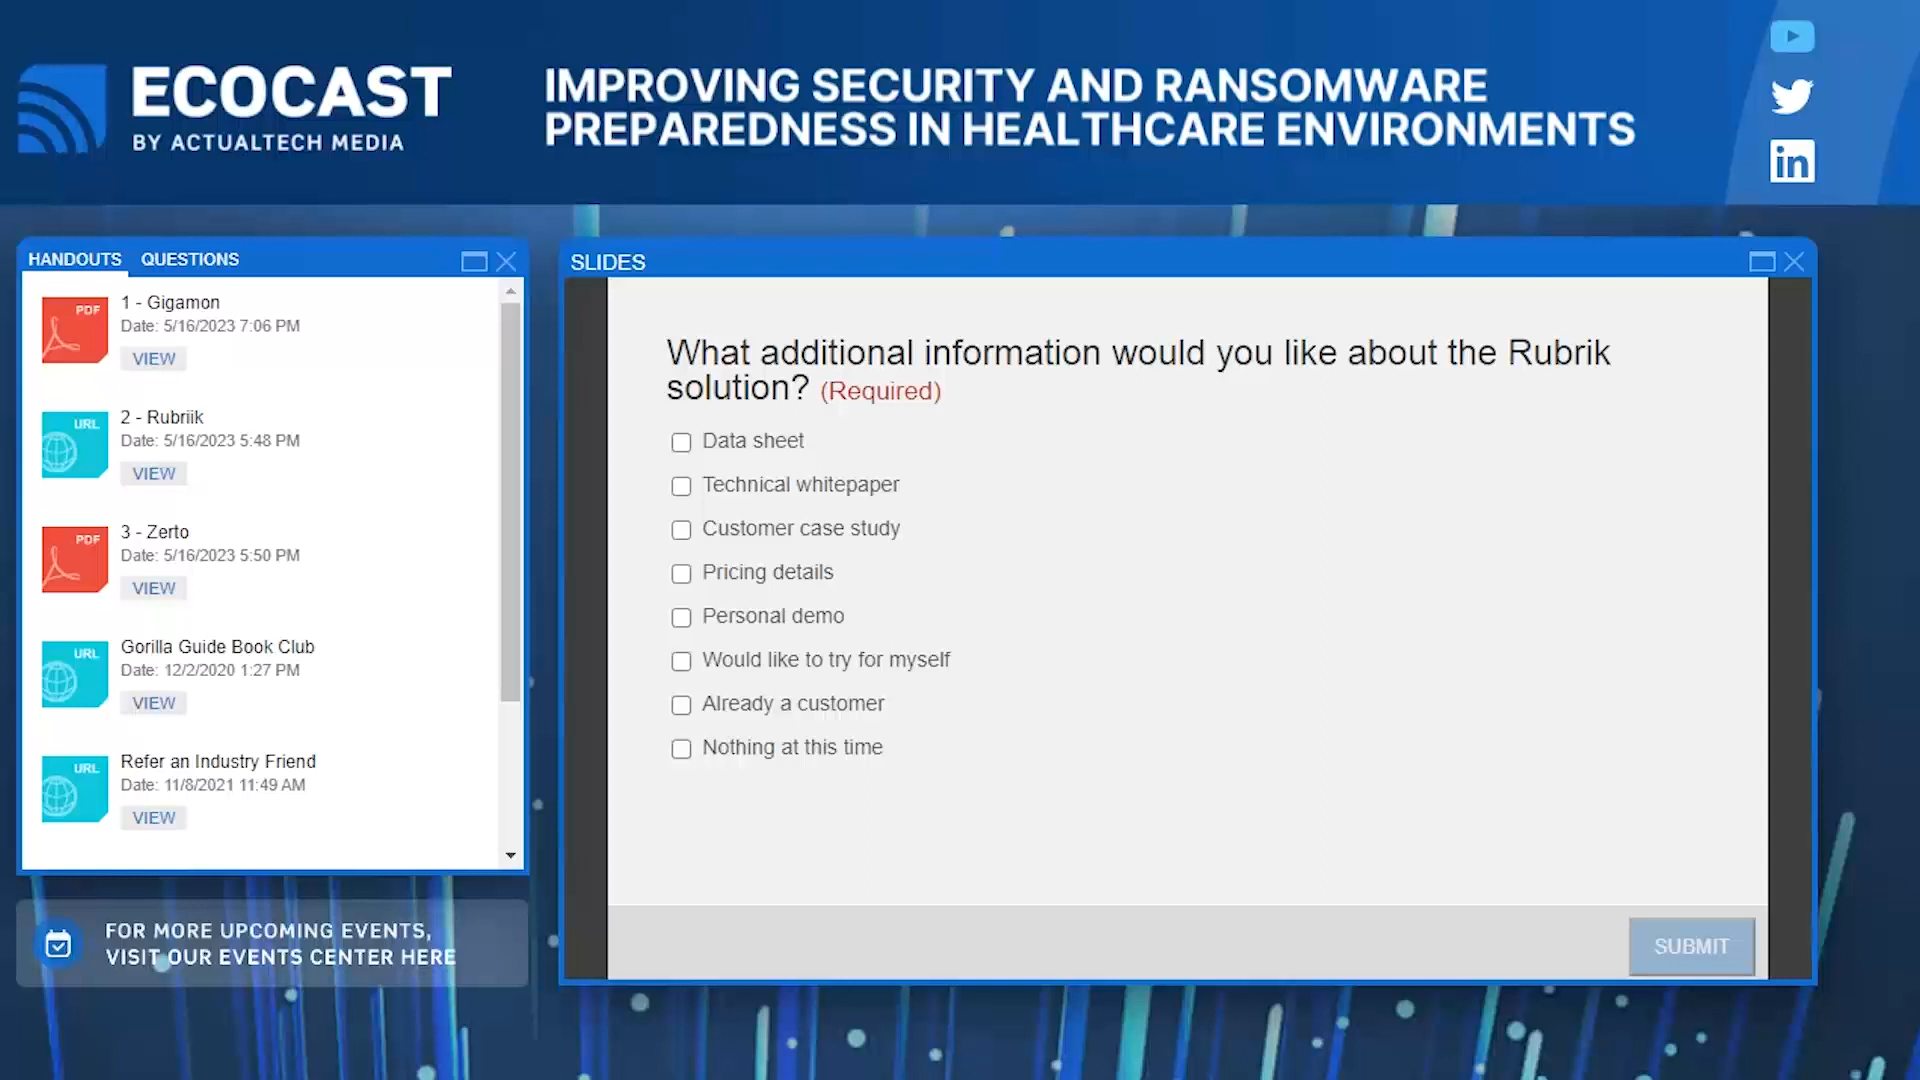 ECOCAST
BY ACTUALTECH MEDIA
IMPROVING SECURITY AND RANSOMWARE
PREPAREDNESS IN HEALTHCARE ENVIRONMENTS
in
HANDOUTS QUESTIONS
PDF
1 - Gigamon
Date: 5/16/2023 7:06 PM
VIEW
URL
2 - Rubriik
Date: 5/16/2023 5:48 PM
VIEW
PDF
3 - Zerto
Date: 5/16/2023 5:50 PM
VIEW
URL
Gorilla Guide Book Club
Date: 12/2/2020 1:27 PM
VIEW
URL
Refer an Industry Friend
Date: 11/8/2021 11:49 AM
VIEW
FOR MORE UPCOMING EVENTS,
VISIT OUR EVENTS CENTER HERE
SLIDES
What additional information would you like about the Rubrik
solution? (Required)
Data sheet
Technical whitepaper
Customer case study
Pricing details
Personal demo
Would like to try for myself
Already a customer
Nothing at this time
SUBMIT